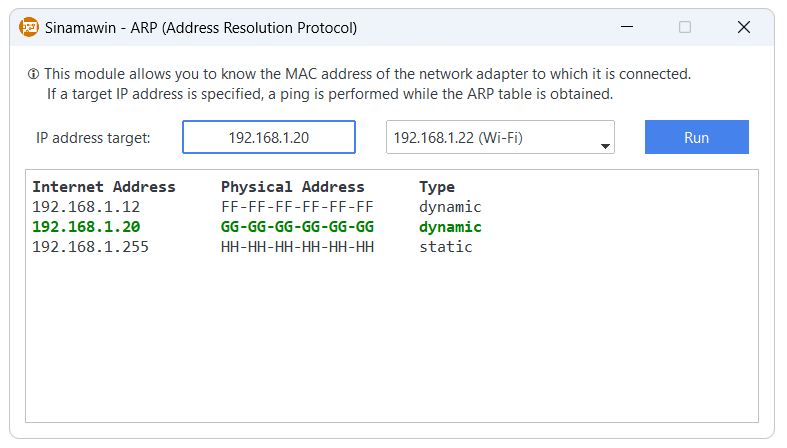 Sinamawin - ARP (Address Resolution Protocol)
This module allows you to know the MAC address of the network adapter to which it is connected.
If a target IP address is specified, a ping is performed while the ARP table is obtained.
IP address target: 192.168.1.20 192.168.1.22 (Wi-Fi) Run
Internet Address Physical Address Type
192.168.1.12 FF-FF-FF-FF-FF-FF dynamic
192.168.1.20 GG-GG-GG-GG-GG-GG dynamic
192.168.1.255 HH-HH-HH-HH-HH-HH static